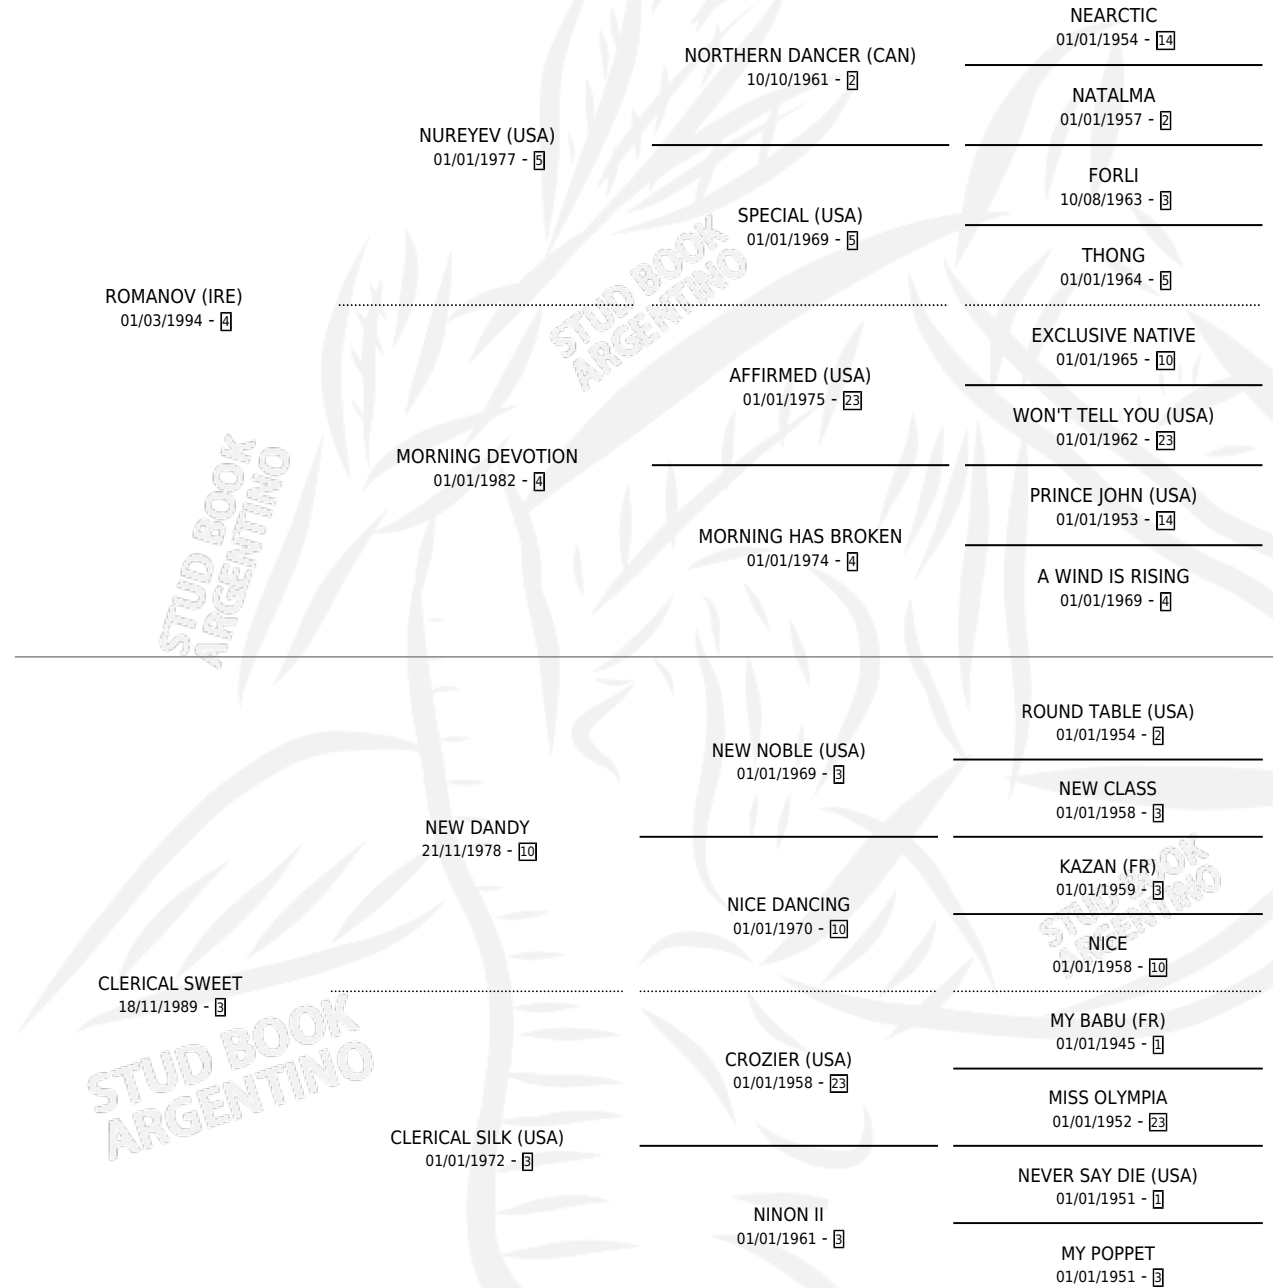 NEARCTIC
01/01/1954 - 14
NORTHERN DANCER (CAN)
10/10/1961 - 2
NATALMA
01/01/1957 - 2
NUREYEV (USA)
01/01/1977 - 5
FORLI
10/08/1963 - 3
SPECIAL (USA)
01/01/1969 - 5
THONG
01/01/1964 - 5
ROMANOV (IRE)
01/03/1994 - 4
EXCLUSIVE NATIVE
01/01/1965 - 10
AFFIRMED (USA)
01/01/1975 - 23
WON'T TELL YOU (USA)
01/01/1962 - 23
MORNING DEVOTION
01/01/1982 - 4
PRINCE JOHN (USA)
01/01/1953 - 14
MORNING HAS BROKEN
01/01/1974 - 4
A WIND IS RISING
01/01/1969 - 4
ROUND TABLE (USA)
01/01/1954 - 2
NEW NOBLE (USA)
01/01/1969 - 3
NEW CLASS
01/01/1958 - 3
NEW DANDY
21/11/1978 - 10
KAZAN (FR)
01/01/1959 - 3
NICE DANCING
01/01/1970 - 10
NICE
01/01/1958 - 10
CLERICAL SWEET
18/11/1989 - 3
MY BABU (FR)
01/01/1945 - 1
CROZIER (USA)
01/01/1958 - 23
MISS OLYMPIA
01/01/1952 - 23
CLERICAL SILK (USA)
01/01/1972 - 3
NEVER SAY DIE (USA)
01/01/1951 - 1
NINON II
01/01/1961 - 3
MY POPPET
01/01/1951 - 3
STUD BOOK
ARGENTINO
STUD BOOK
ARGENTINO
STUD BOOK
ARGENTINO
STUD BOOK
ARGENTINO